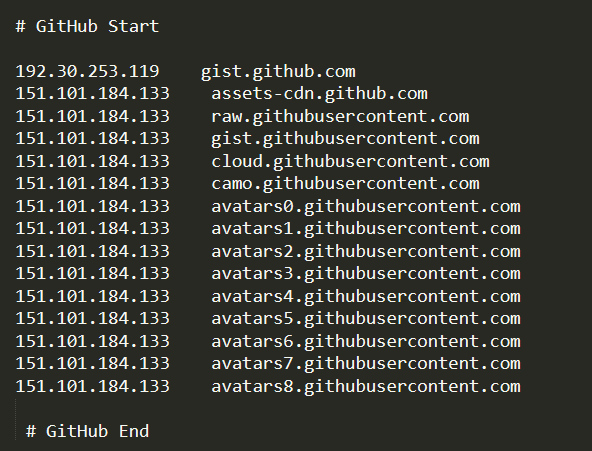 # GitHub Start
192.30.253.119 gist.github.com
151.101.184.133 assets-cdn.github.com
151.101.184.133 raw.githubusercontent.com
151.101.184.133 gist.githubusercontent.com
151.101.184.133 cloud.githubusercontent.com
151.101.184.133 camo.githubusercontent.com
151.101.184.133 avatars0.githubusercontent.com
151.101.184.133 avatars1.githubusercontent.com
151.101.184.133 avatars2.githubusercontent.com
151.101.184.133 avatars3.githubusercontent.com
151.101.184.133 avatars4.githubusercontent.com
151.101.184.133 avatars5.githubusercontent.com
151.101.184.133 avatars6.githubusercontent.com
151.101.184.133 avatars7.githubusercontent.com
151.101.184.133 avatars8.githubusercontent.com
# GitHub End